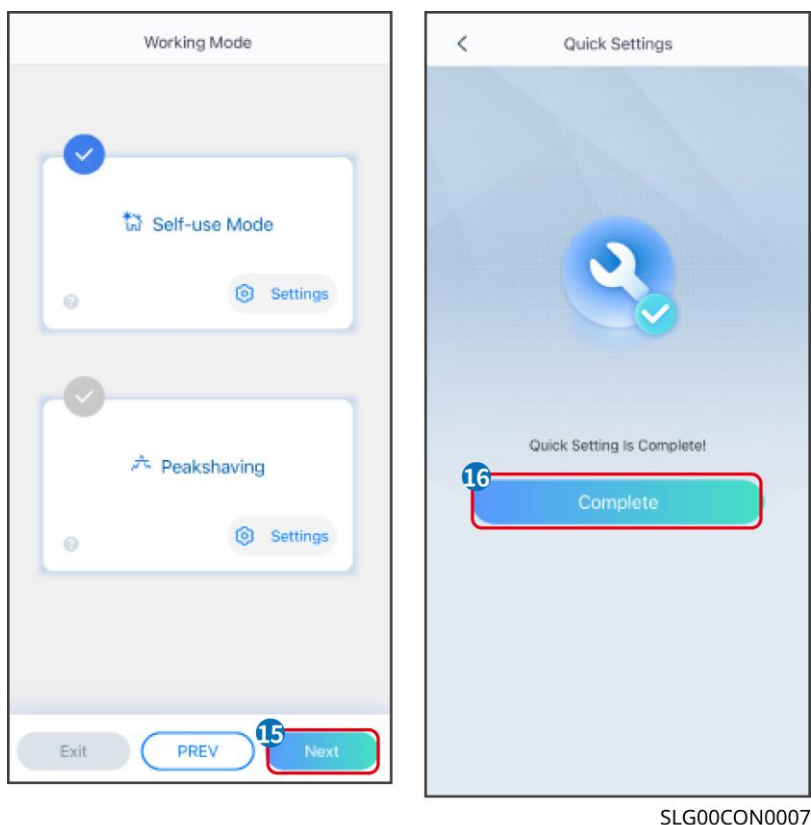 Working Mode
Self-use Mode
?
Settings
Peakshaving
?
Settings
Exit
PREV
15
Next
Quick Settings
Quick Setting Is Complete!
16
Complete
SLG00CON0007